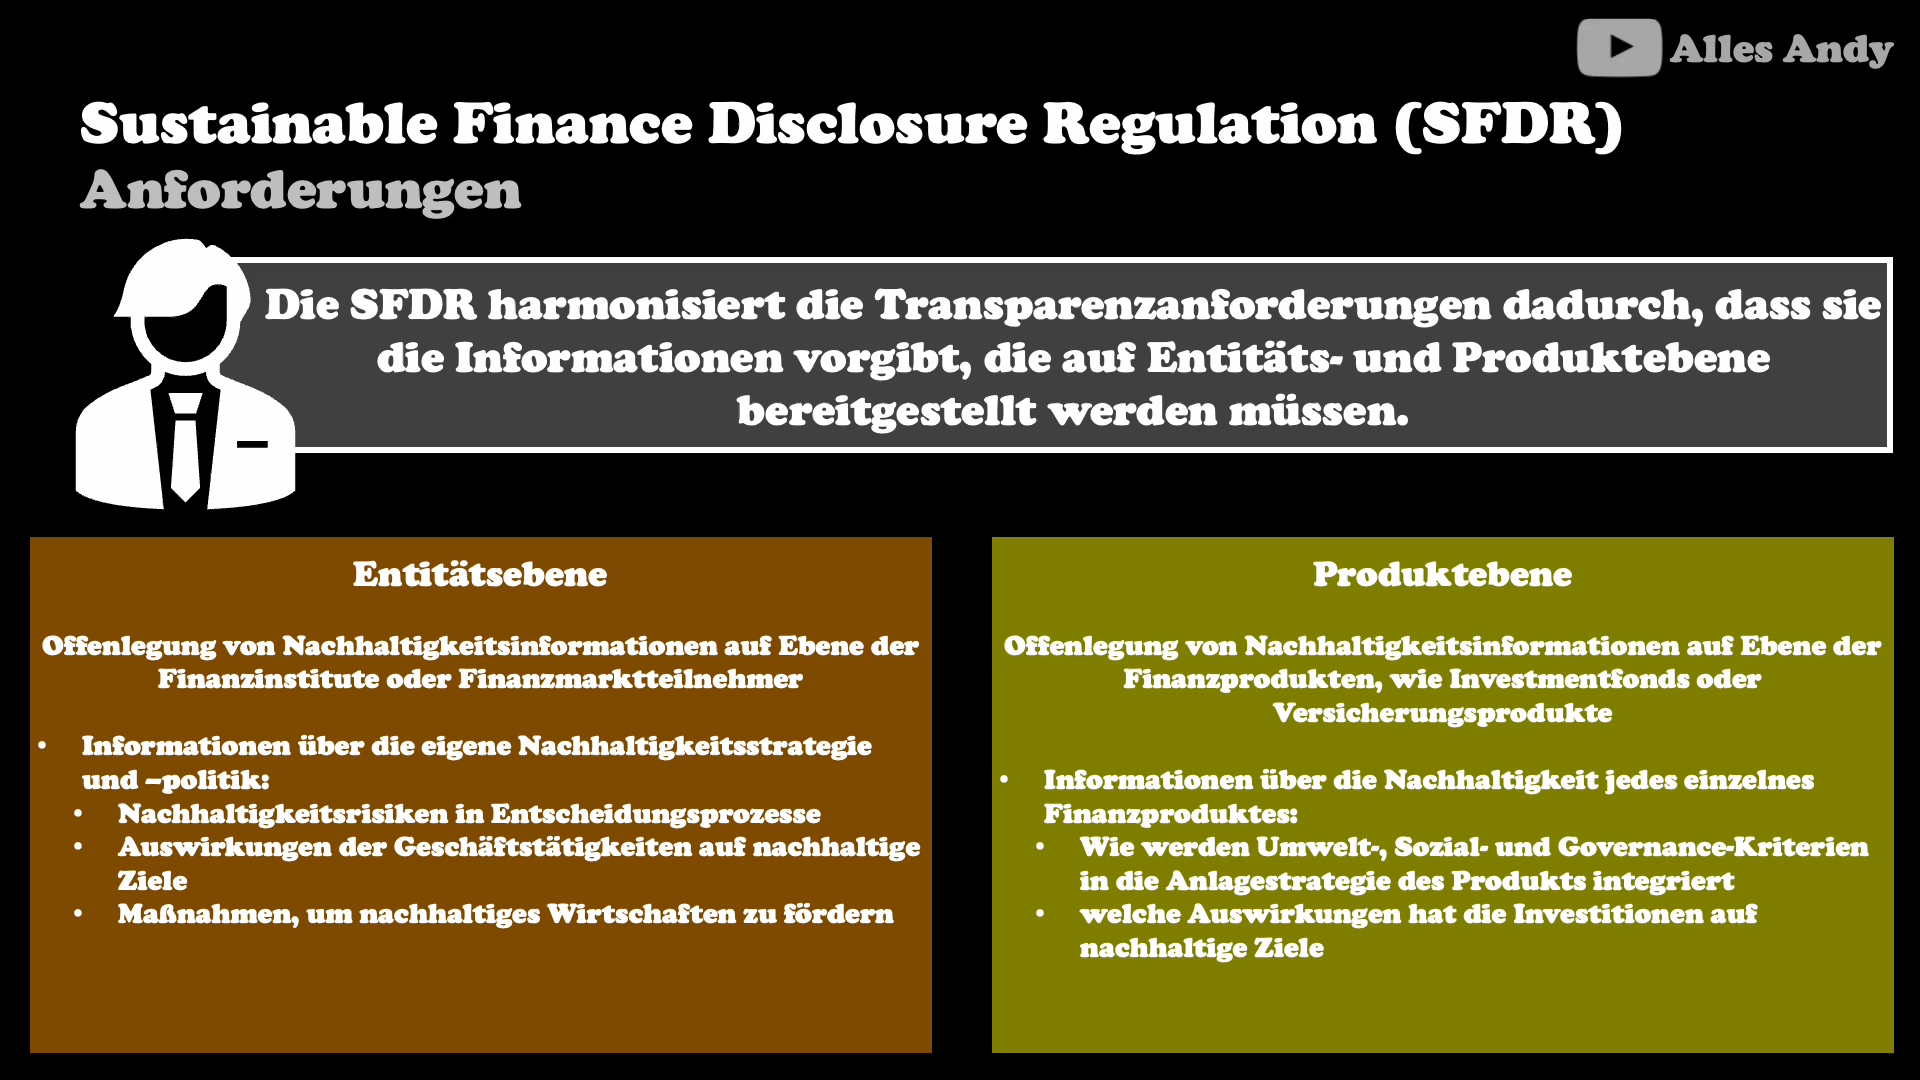 Alles Andy
Sustainable Finance Disclosure Regulation (SFDR)
Anforderungen
Die SFDR harmonisiert die Transparenzanforderungen dadurch, dass sie
die Informationen vorgibt, die auf Entitäts- und Produktebene
bereitgestellt werden müssen.
Entitätsebene
Offenlegung von Nachhaltigkeitsinformationen auf Ebene der
Finanzinstitute oder Finanzmarktteilnehmer
• Informationen über die eigene Nachhaltigkeitsstrategie
und –politik:
• Nachhaltigkeitsrisiken in Entscheidungsprozesse
• Auswirkungen der Geschäftstätigkeiten auf nachhaltige
Ziele
• Maßnahmen, um nachhaltiges Wirtschaften zu fördern
Produktebene
Offenlegung von Nachhaltigkeitsinformationen auf Ebene der
Finanzprodukten, wie Investmentfonds oder
Versicherungsprodukte
• Informationen über die Nachhaltigkeit jedes einzelnes
Finanzproduktes:
• Wie werden Umwelt-, Sozial- und Governance-Kriterien
in die Anlagestrategie des Produkts integriert
• welche Auswirkungen hat die Investitionen auf
nachhaltige Ziele